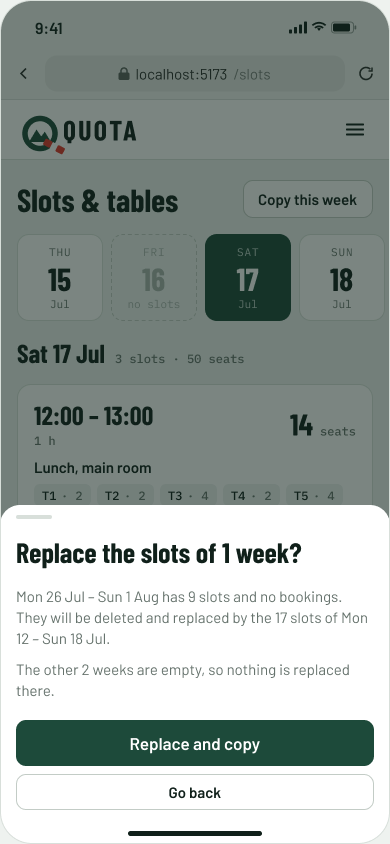 9:41
localhost:5173 /slots
QUOTA
Slots & tables
Copy this week
THU
15
Jul
FRI
16
no slots
SAT
17
Jul
SUN
18
Jul
Sat 17 Jul 3 slots · 50 seats
12:00 – 13:00
1 h
14 seats
Lunch, main room
T1 · 2 T2 · 2 T3 · 4 T4 · 2 T5 · 4
Replace the slots of 1 week?
Mon 26 Jul – Sun 1 Aug has 9 slots and no bookings.
They will be deleted and replaced by the 17 slots of Mon
12 – Sun 18 Jul.
The other 2 weeks are empty, so nothing is replaced
there.
Replace and copy
Go back